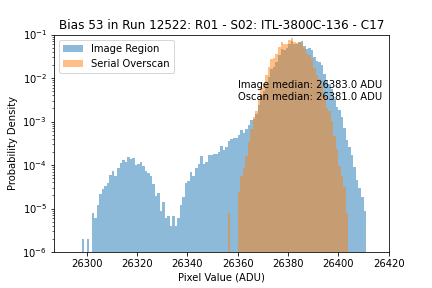 Bias 53 in Run 12522: R01 - S02: ITL-3800C-136 - C17
Image Region
Serial Overscan
Image median: 26383.0 ADU
Oscan median: 26381.0 ADU
Probability Density
10⁻¹
10⁻²
10⁻³
10⁻⁴
10⁻⁵
10⁻⁶
26300 26320 26340 26360 26380 26400 26420
Pixel Value (ADU)